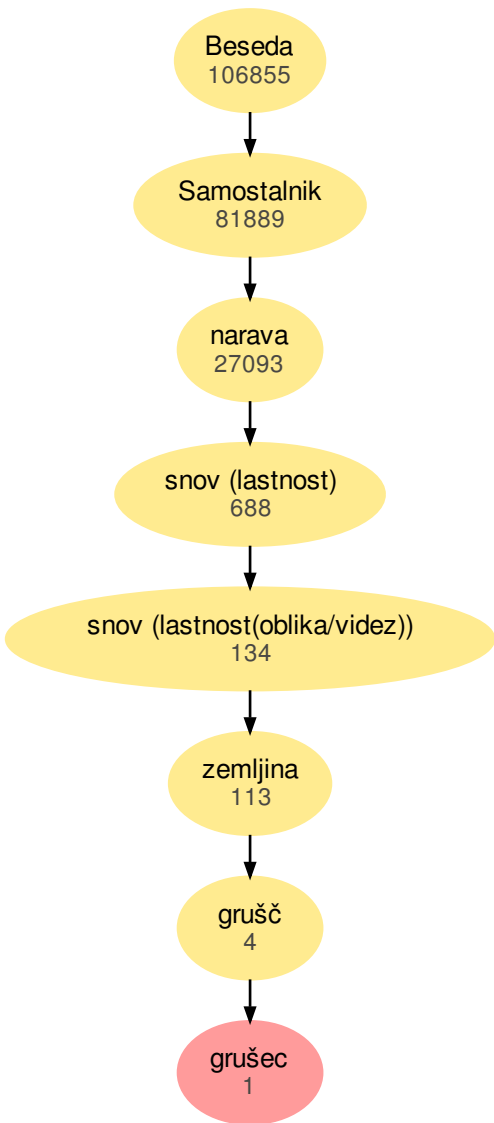 Beseda
106855
Samostalnik
81889
narava
27093
snov (lastnost)
688
snov (lastnost(oblika/videz))
134
zemljina
113
grušč
4
grušec
1